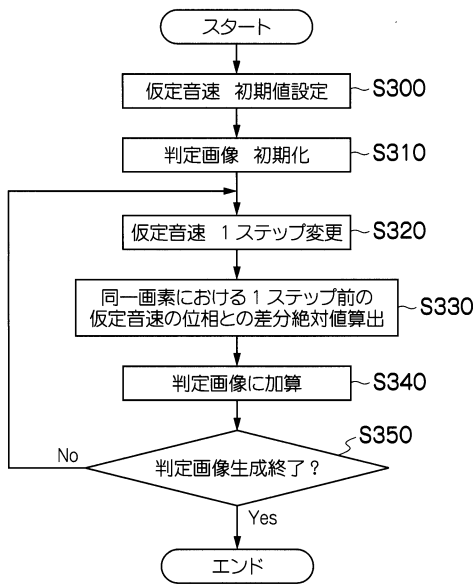 スタート
仮定音速 初期値設定 S300
判定画像 初期化 S310
仮定音速 1ステップ変更 S320
同一画素における1ステップ前の
仮定音速の位相との差分絶対値算出 S330
判定画像に加算 S340
S350
判定画像生成終了？
No
Yes
エンド